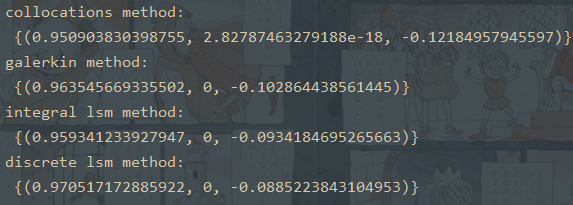 collocations method:
{(0.950903830398755, 2.82787463279188e-18, -0.12184957945597)}
galerkin method:
{(0.963545669335502, 0, -0.102864438561445)}
integral lsm method:
{(0.959341233927947, 0, -0.0934184695265663)}
discrete lsm method:
{(0.970517172885922, 0, -0.0885223843104953)}